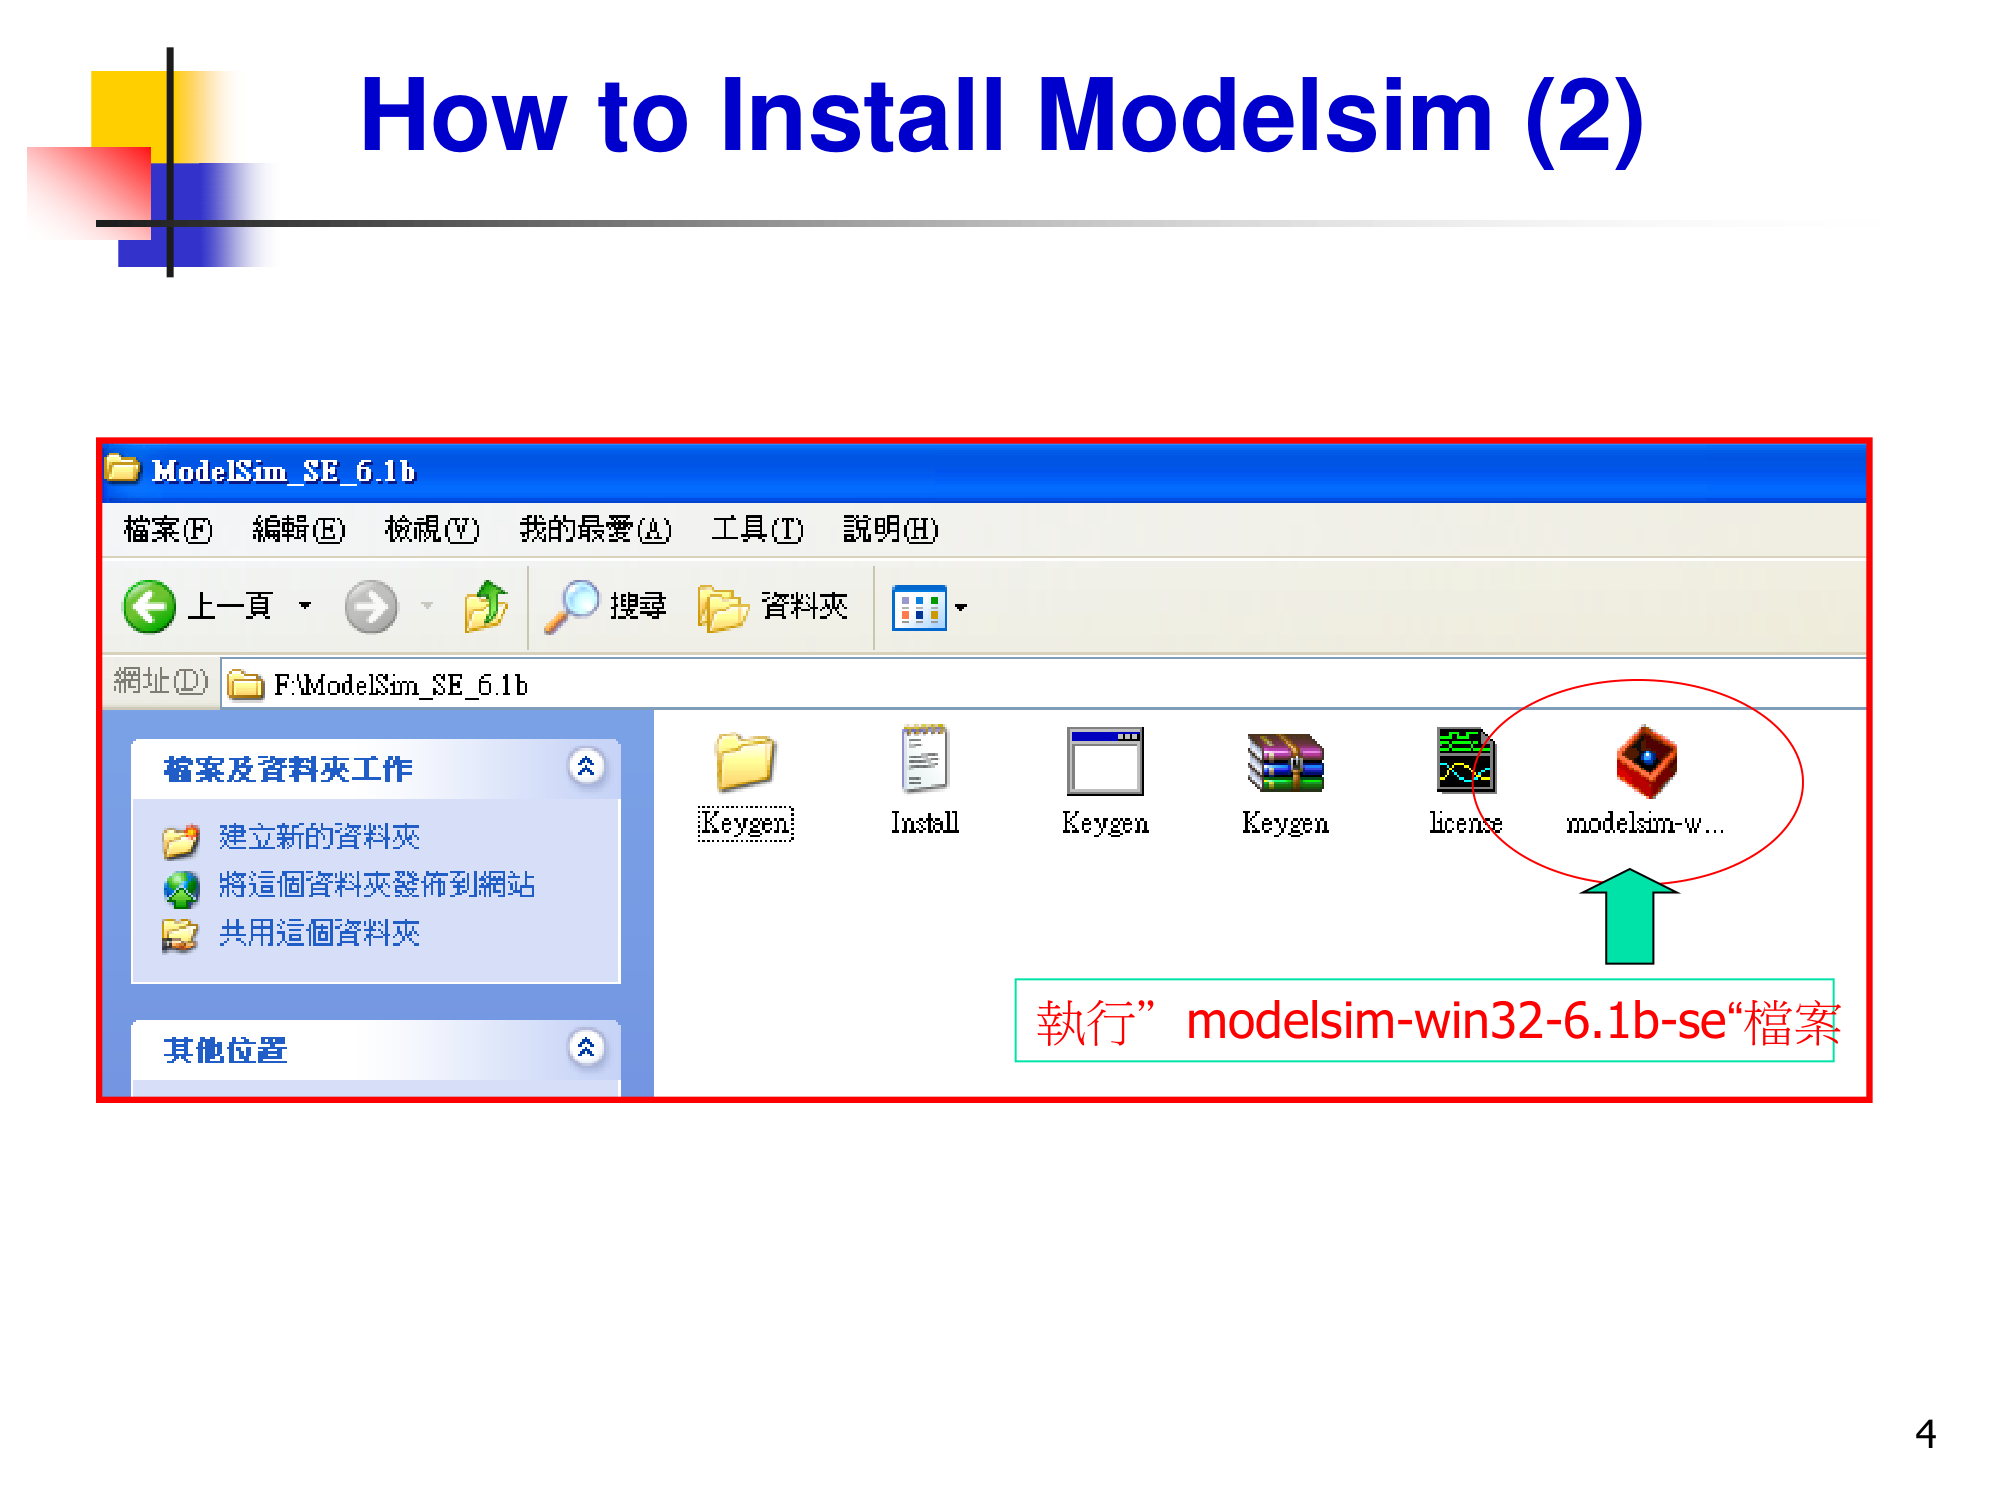 How to Install Modelsim (2)
ModelSim_SE_6.1b
檔案(F) 編輯(E) 檢視(V) 我的最愛(A) 工具(T) 說明(H)
上一頁 搜尋 資料夾
網址(D) F:\ModelSim_SE_6.1b
檔案及資料夾工作
建立新的資料夾
將這個資料夾發佈到網站
共用這個資料夾
其他位置
Keygen Install Keygen Keygen license modelsim-w...
執行” modelsim-win32-6.1b-se“檔案
4